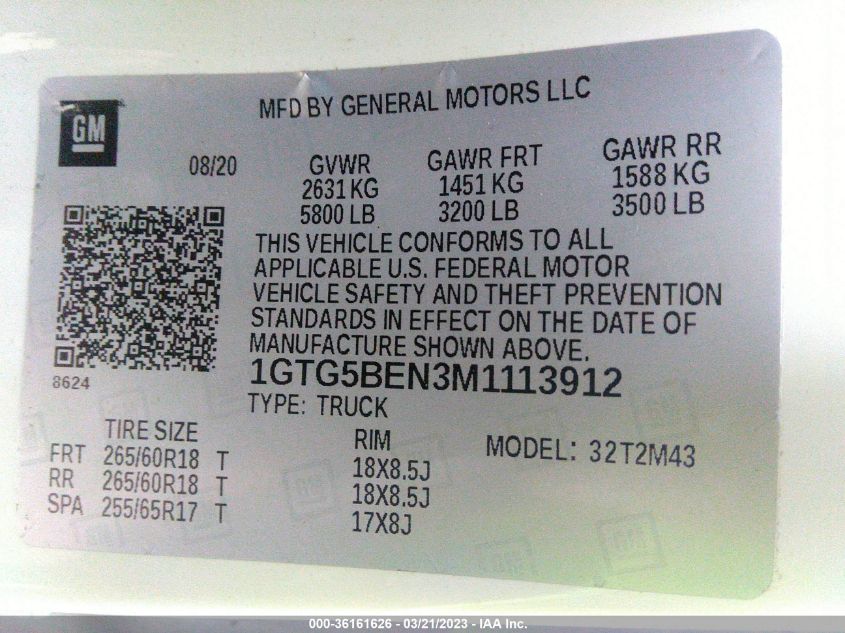 MFD BY GENERAL MOTORS LLC
GM
08/20
GVWR GAWR FRT GAWR RR
2631 KG 1451 KG 1588 KG
5800 LB 3200 LB 3500 LB
THIS VEHICLE CONFORMS TO ALL
APPLICABLE U.S. FEDERAL MOTOR
VEHICLE SAFETY AND THEFT PREVENTION
STANDARDS IN EFFECT ON THE DATE OF
MANUFACTURE SHOWN ABOVE.
8624
1GTG5BEN3M1113912
TYPE: TRUCK
TIRE SIZE RIM MODEL: 32T2M43
FRT 265/60R18 T 18X8.5J
RR 265/60R18 T 18X8.5J
SPA 255/65R17 T 17X8J
000-36161626 - 03/21/2023 - IAA Inc.